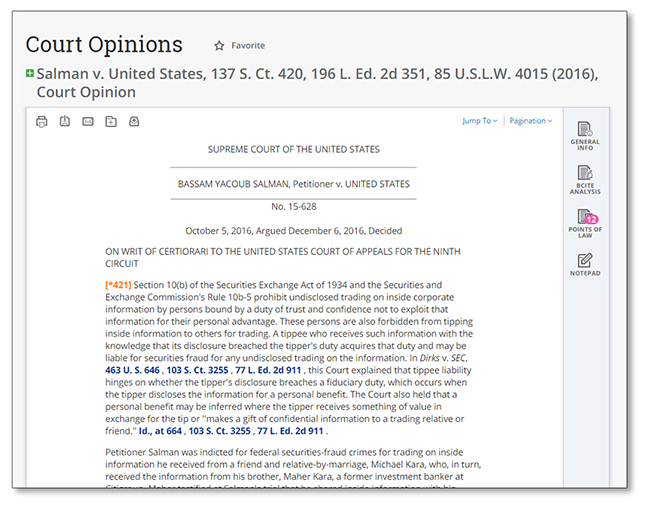 Court Opinions
Favorite
Salman v. United States, 137 S. Ct. 420, 196 L. Ed. 2d 351, 85 U.S.L.W. 4015 (2016),
Court Opinion
Jump To
Pagination
SUPREME COURT OF THE UNITED STATES
BASSAM YACOUB SALMAN, Petitioner v. UNITED STATES
No. 15-628
October 5, 2016, Argued December 6, 2016, Decided
ON WRIT OF CERTIORARI TO THE UNITED STATES COURT OF APPEALS FOR THE NINTH
CIRCUIT
[*421] Section 10(b) of the Securities Exchange Act of 1934 and the Securities and
Exchange Commission's Rule 10b-5 prohibit undisclosed trading on inside corporate
information by persons bound by a duty of trust and confidence not to exploit that
information for their personal advantage. These persons are also forbidden from tipping
inside information to others for trading. A tippee who receives such information with the
knowledge that its disclosure breached the tipper's duty acquires that duty and may be
liable for securities fraud for any undisclosed trading on the information. In Dirks v. SEC,
463 U. S. 646 , 103 S. Ct. 3255 , 77 L. Ed. 2d 911 , this Court explained that tippee liability
hinges on whether the tipper's disclosure breaches a fiduciary duty, which occurs when
the tipper discloses the information for a personal benefit. The Court also held that a
personal benefit may be inferred where the tipper receives something of value in
exchange for the tip or "makes a gift of confidential information to a trading relative or
friend." Id., at 664 , 103 S. Ct. 3255 , 77 L. Ed. 2d 911 .
Petitioner Salman was indicted for federal securities-fraud crimes for trading on inside
information he received from a friend and relative-by-marriage, Michael Kara, who, in turn,
received the information from his brother, Maher Kara, a former investment banker at
GENERAL
INFO
BCITE
ANALYSIS
12
POINTS OF
LAW
NOTEPAD